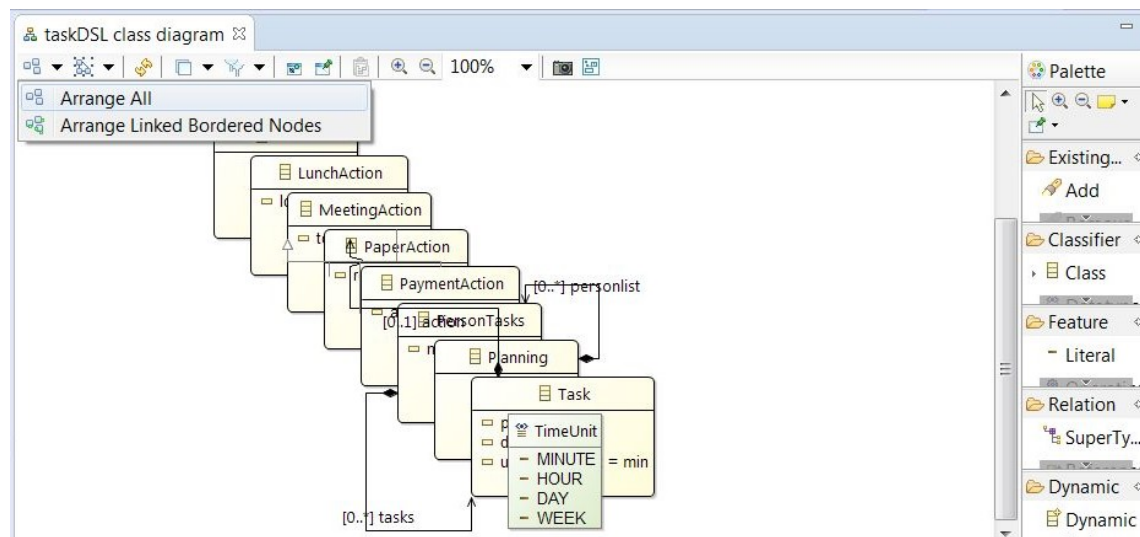 taskDSL class diagram
100%
Palette
Arrange All
Arrange Linked Bordered Nodes
Existing...
Add
LunchAction
MeetingAction
PaperAction
PaymentAction
[0..*] personlist
[0..1] action
PersonTasks
Planning
Task
TimeUnit
MINUTE
= min
HOUR
DAY
WEEK
[0..*] tasks
Classifier
Class
Feature
Literal
Relation
SuperTy...
Dynamic
Dynamic